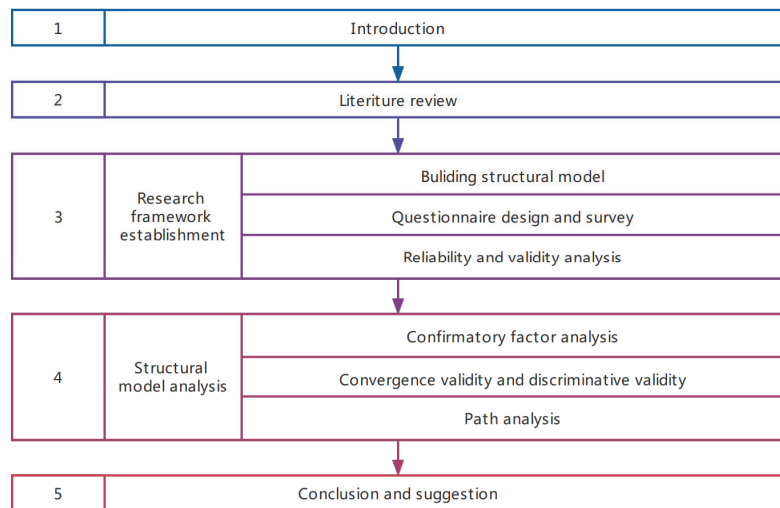 1
Introduction
2
Literiture review
3
Research
framework
establishment
Buliding structural model
Questionnaire design and survey
Reliability and validity analysis
4
Structural
model analysis
Confirmatory factor analysis
Convergence validity and discriminative validity
Path analysis
5
Conclusion and suggestion